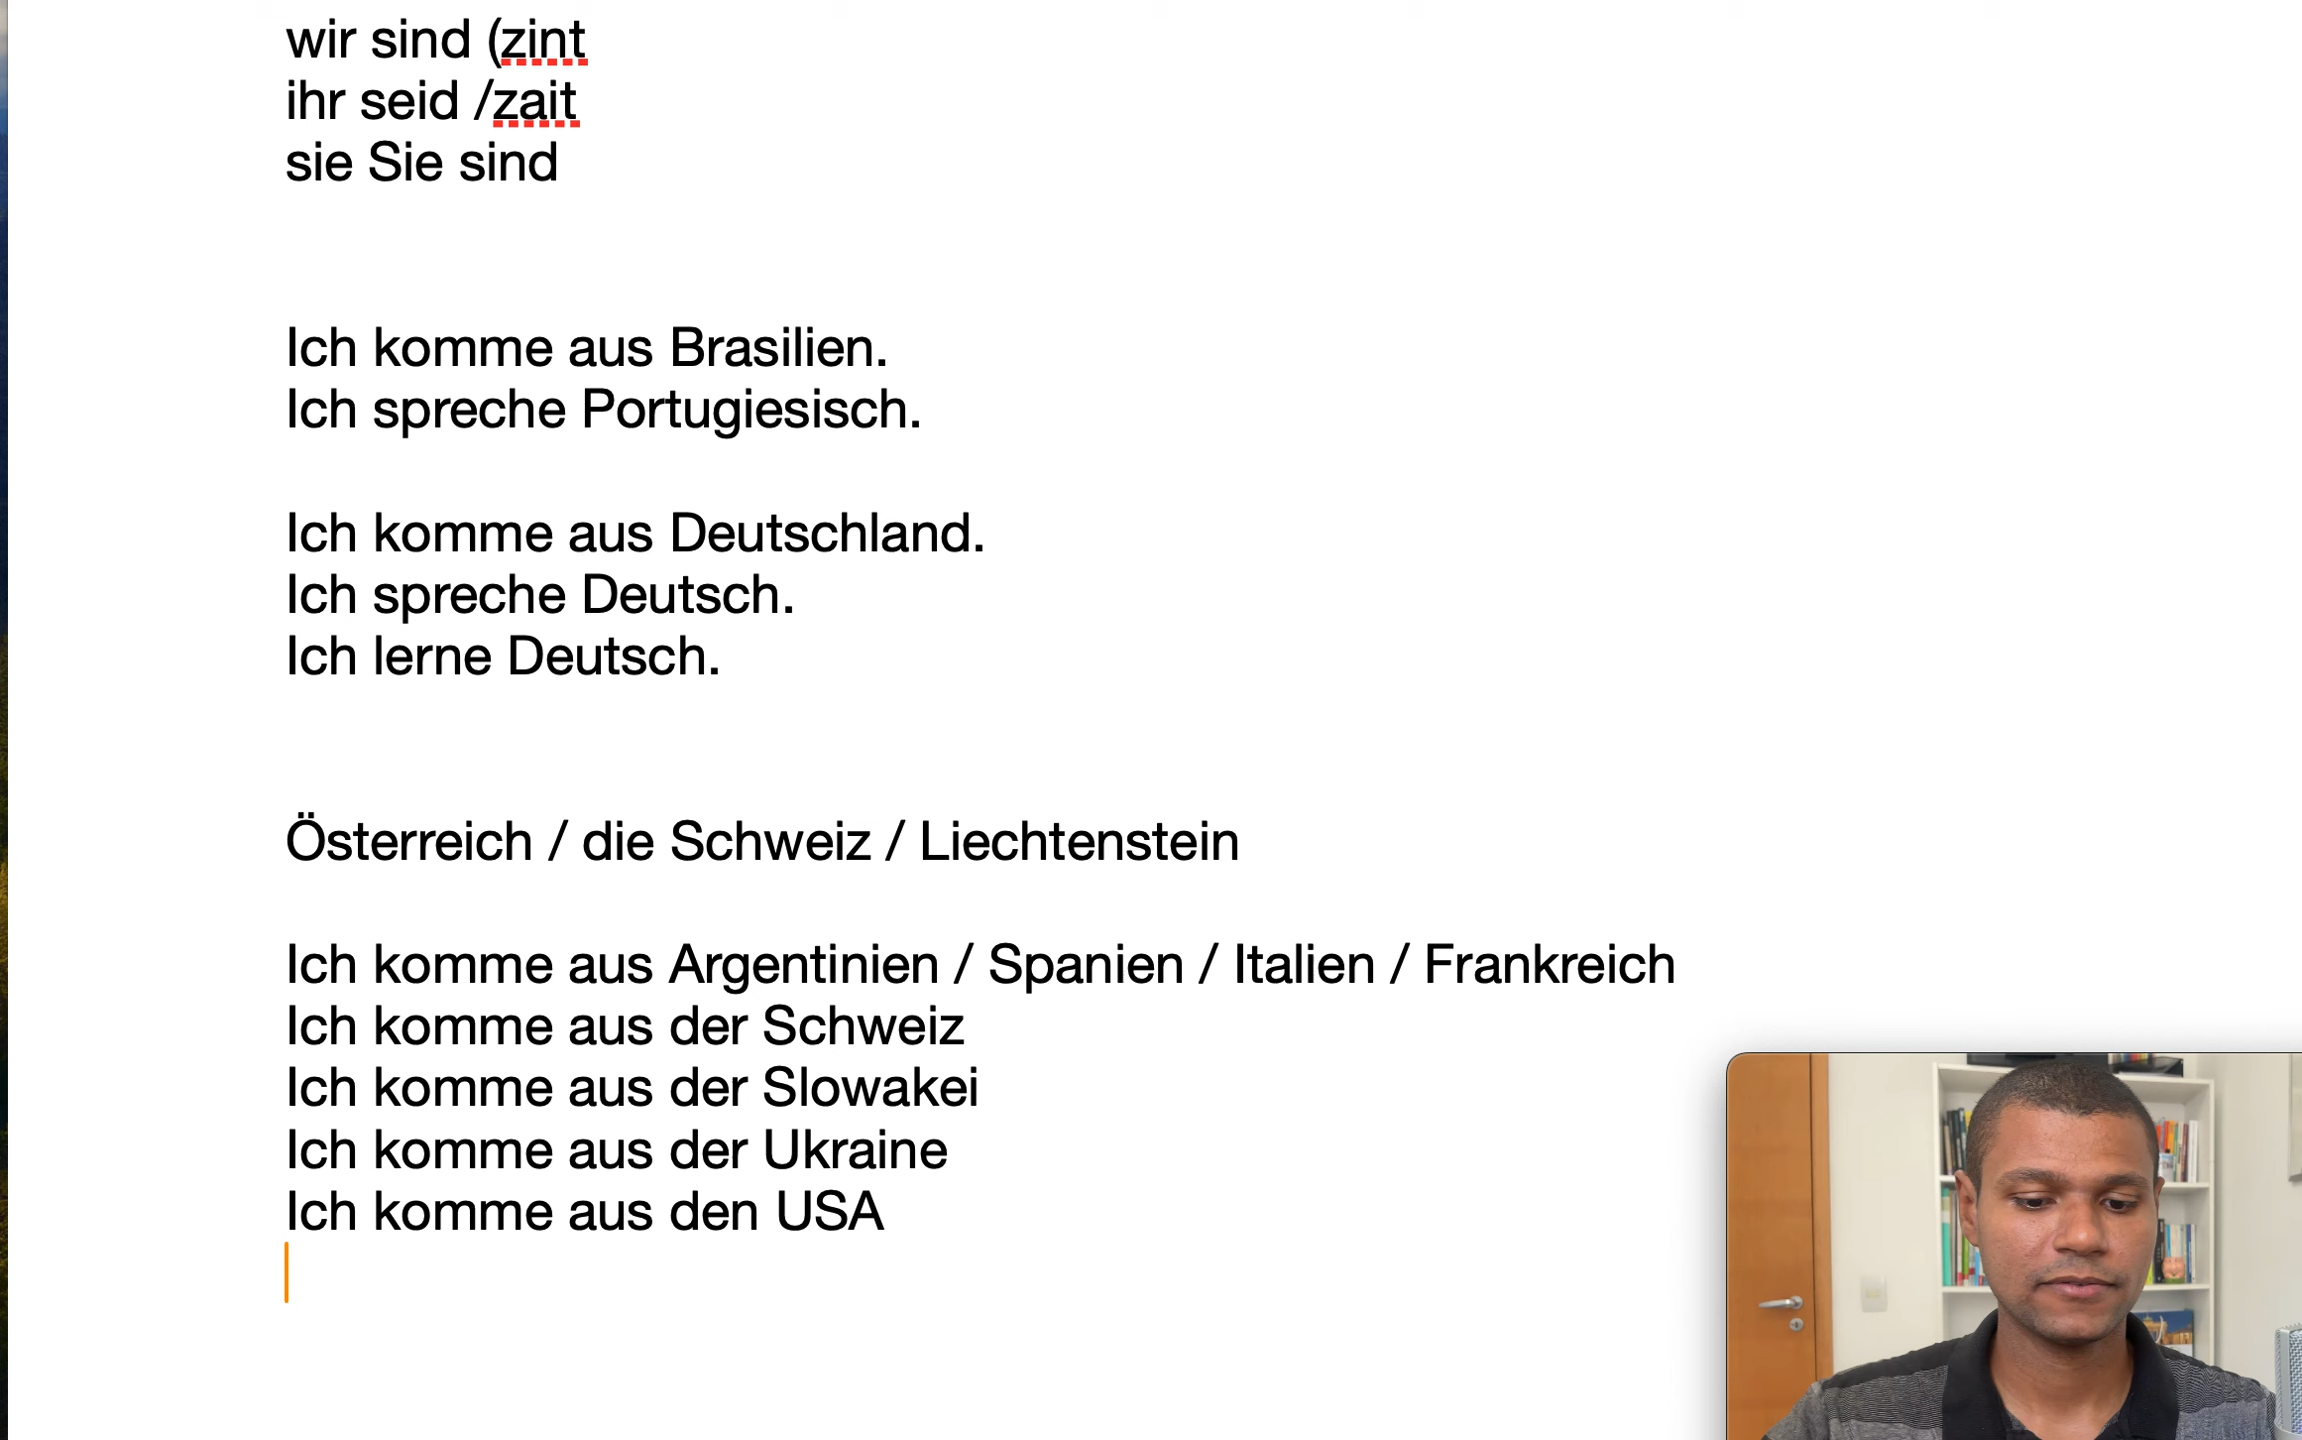 wir sind (zint
ihr seid /zait
sie Sie sind
Ich komme aus Brasilien.
Ich spreche Portugiesisch.
Ich komme aus Deutschland.
Ich spreche Deutsch.
Ich lerne Deutsch.
Österreich / die Schweiz / Liechtenstein
Ich komme aus Argentinien / Spanien / Italien / Frankreich
Ich komme aus der Schweiz
Ich komme aus der Slowakei
Ich komme aus der Ukraine
Ich komme aus den USA